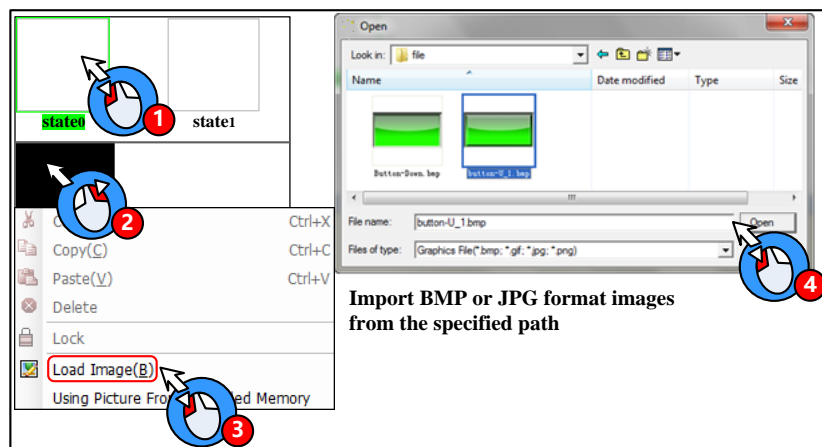 state0 state1
1
2
C Ctrl+X
Copy(C) Ctrl+C
Paste(V) Ctrl+V
Delete
Lock
Load Image(B)
Using Picture Fro ed Memory
3
Open
Look in: file
Name Date modified Type Size
Button-Down.bmp button-U_1.bmp
File name: button-U_1.bmp Open
Files of type: Graphics File(*.bmp; *.gif; *.jpg; *.png)
4
Import BMP or JPG format images
from the specified path